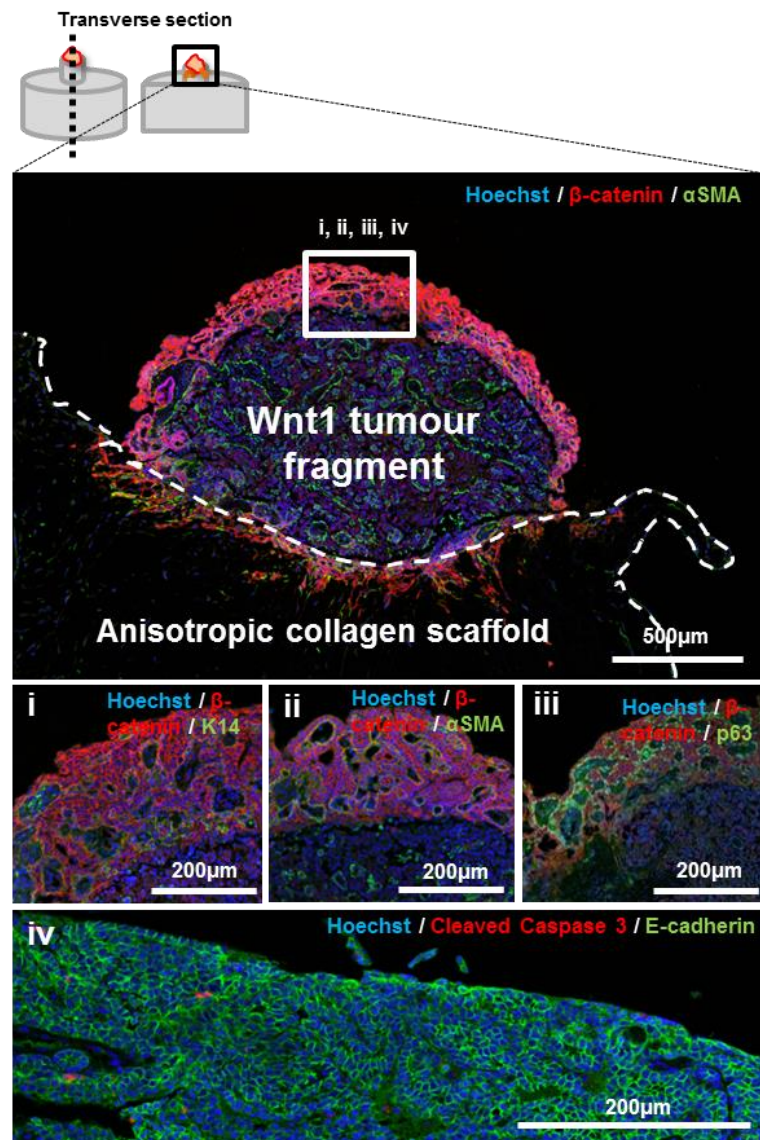 Transverse section
Hoechst / β-catenin / αSMA
i, ii, iii, iv
Wnt1 tumour
fragment
Anisotropic collagen scaffold
500μm
i
Hoechst / β-
catenin / K14
200μm
ii
Hoechst / β-
catenin / αSMA
200μm
iii
Hoechst / β-
catenin / p63
200μm
iv
Hoechst / Cleaved Caspase 3 / E-cadherin
200μm